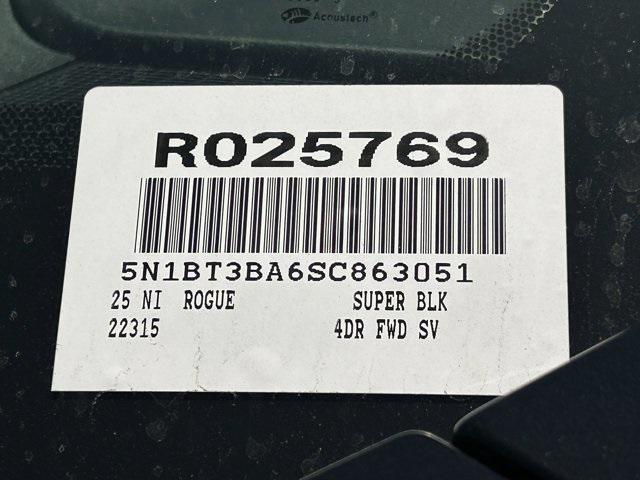 Acoustech
R025769
5N1BT3BA6SC863051
25 NI ROGUE SUPER BLK
22315 4DR FWD SV